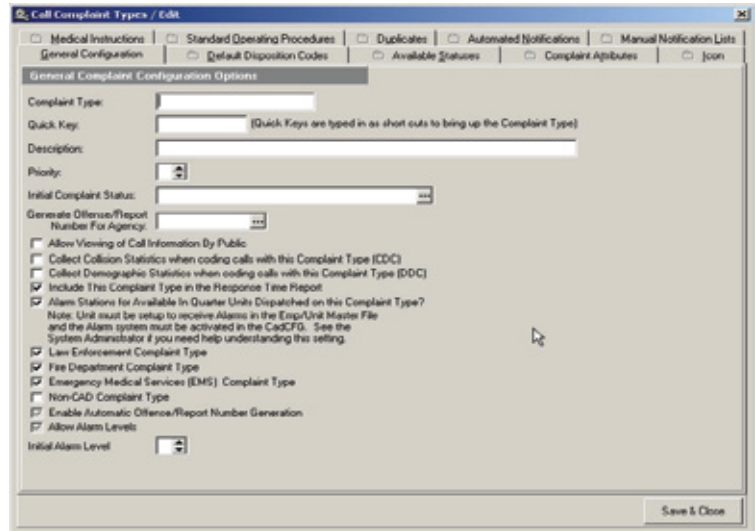 Call Complaint Types / Edit
Medical Instructions
Standard Operating Procedures
Duplicates
Automated Notifications
Manual Notification Lists
General Configuration
Default Disposition Codes
Available Statuses
Complaint Attributes
Icon
General Complaint Configuration Options
Complaint Type:
Quick Key: (Quick Keys are typed in as short cuts to bring up the Complaint Type)
Description:
Priority:
Initial Complaint Status:
Generate Offense/Report
Number For Agency:
Allow Viewing of Call Information By Public
Collect Collision Statistics when coding calls with this Complaint Type (CDC)
Collect Demographic Statistics when coding calls with this Complaint Type (DDC)
Include This Complaint Type in the Response Time Report
Alarm Stations for Available In Quarter Units Dispatched on this Complaint Type?
Note: Unit must be setup to receive Alarms in the Emp/Unit Master File
and the Alarm system must be activated in the CadCFG. See the
System Administrator if you need help understanding this setting.
Law Enforcement Complaint Type
Fire Department Complaint Type
Emergency Medical Services (EMS) Complaint Type
Non-CAD Complaint Type
Enable Automatic Offense/Report Number Generation
Allow Alarm Levels
Initial Alarm Level
Save & Close